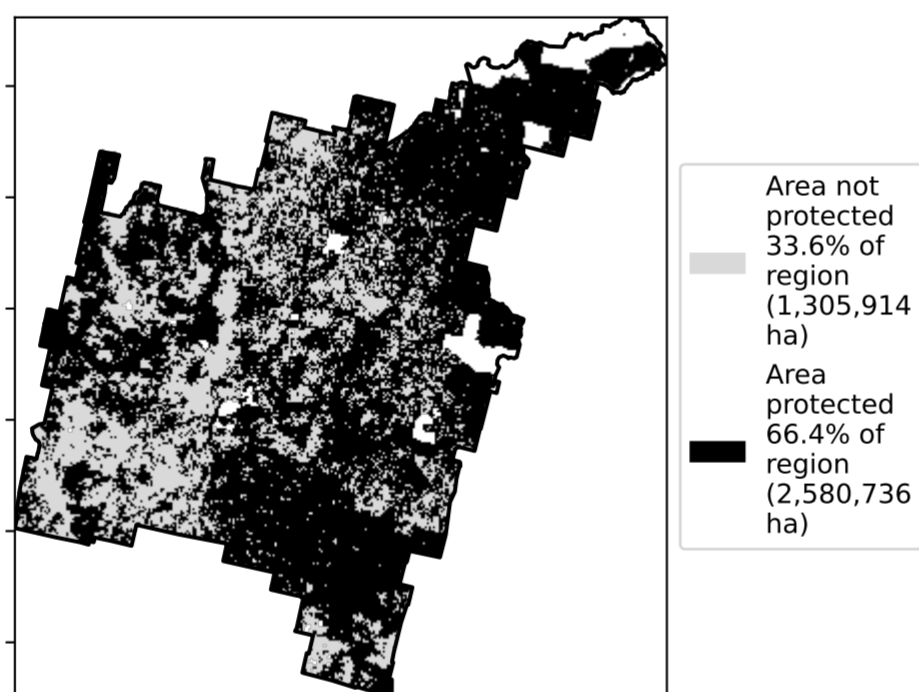 Area not
protected
33.6% of
region
(1,305,914
ha)
Area
protected
66.4% of
region
(2,580,736
ha)